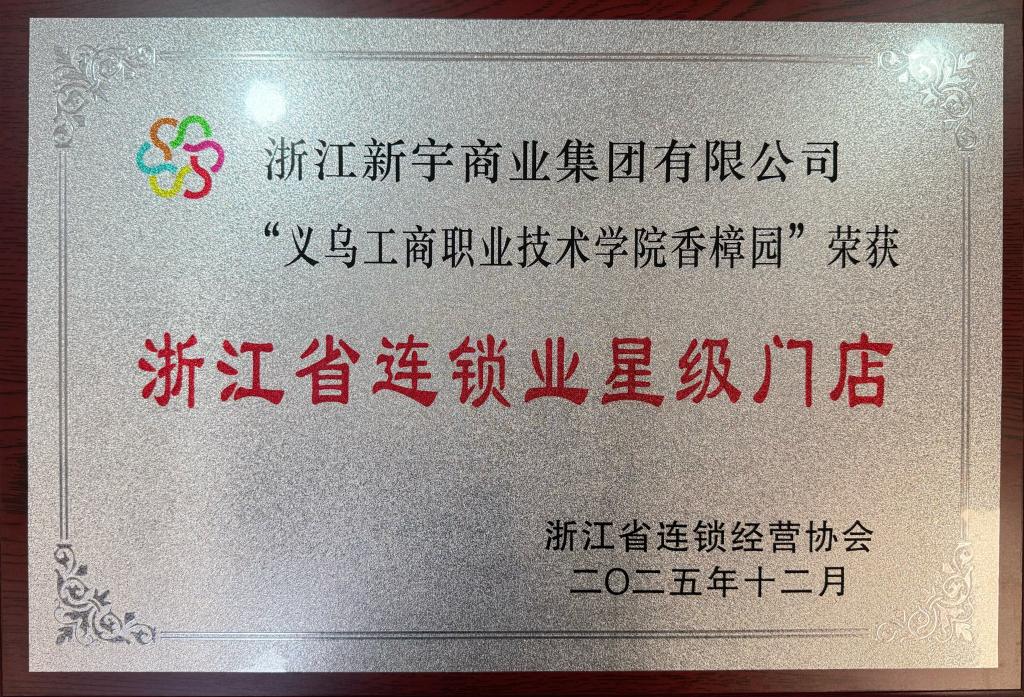 浙江新宇商业集团有限公司
“义乌工商职业技术学院香樟园”荣获
浙江省连锁业星级门店
浙江省连锁经营协会
二〇二五年十二月